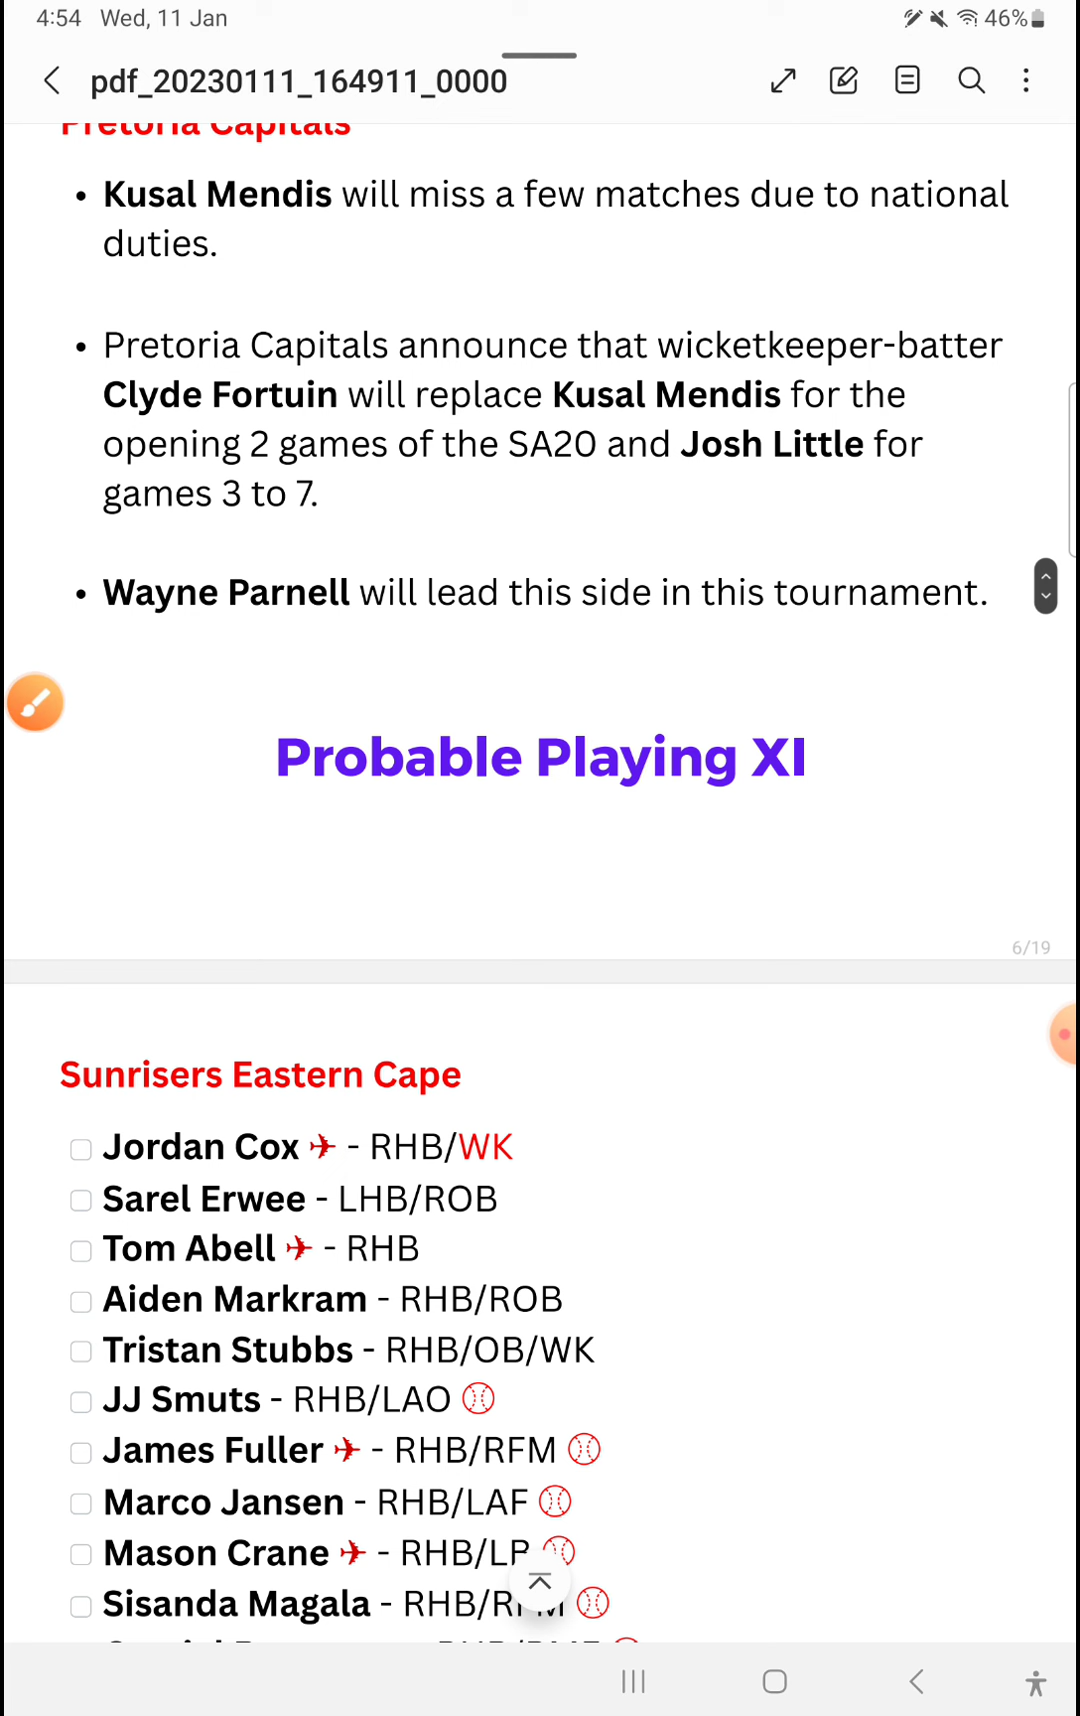 4:54 Wed, 11 Jan 46%
pdf_20230111_164911_0000
Pretoria Capitals
• Kusal Mendis will miss a few matches due to national
duties.
• Pretoria Capitals announce that wicketkeeper-batter
Clyde Fortuin will replace Kusal Mendis for the
opening 2 games of the SA20 and Josh Little for
games 3 to 7.
• Wayne Parnell will lead this side in this tournament.
Probable Playing XI
6/19
Sunrisers Eastern Cape
Jordan Cox ✈ - RHB/WK
Sarel Erwee - LHB/ROB
Tom Abell ✈ - RHB
Aiden Markram - RHB/ROB
Tristan Stubbs - RHB/OB/WK
JJ Smuts - RHB/LAO
James Fuller ✈ - RHB/RFM
Marco Jansen - RHB/LAF
Mason Crane ✈ - RHB/LB
Sisanda Magala - RHB/RFM